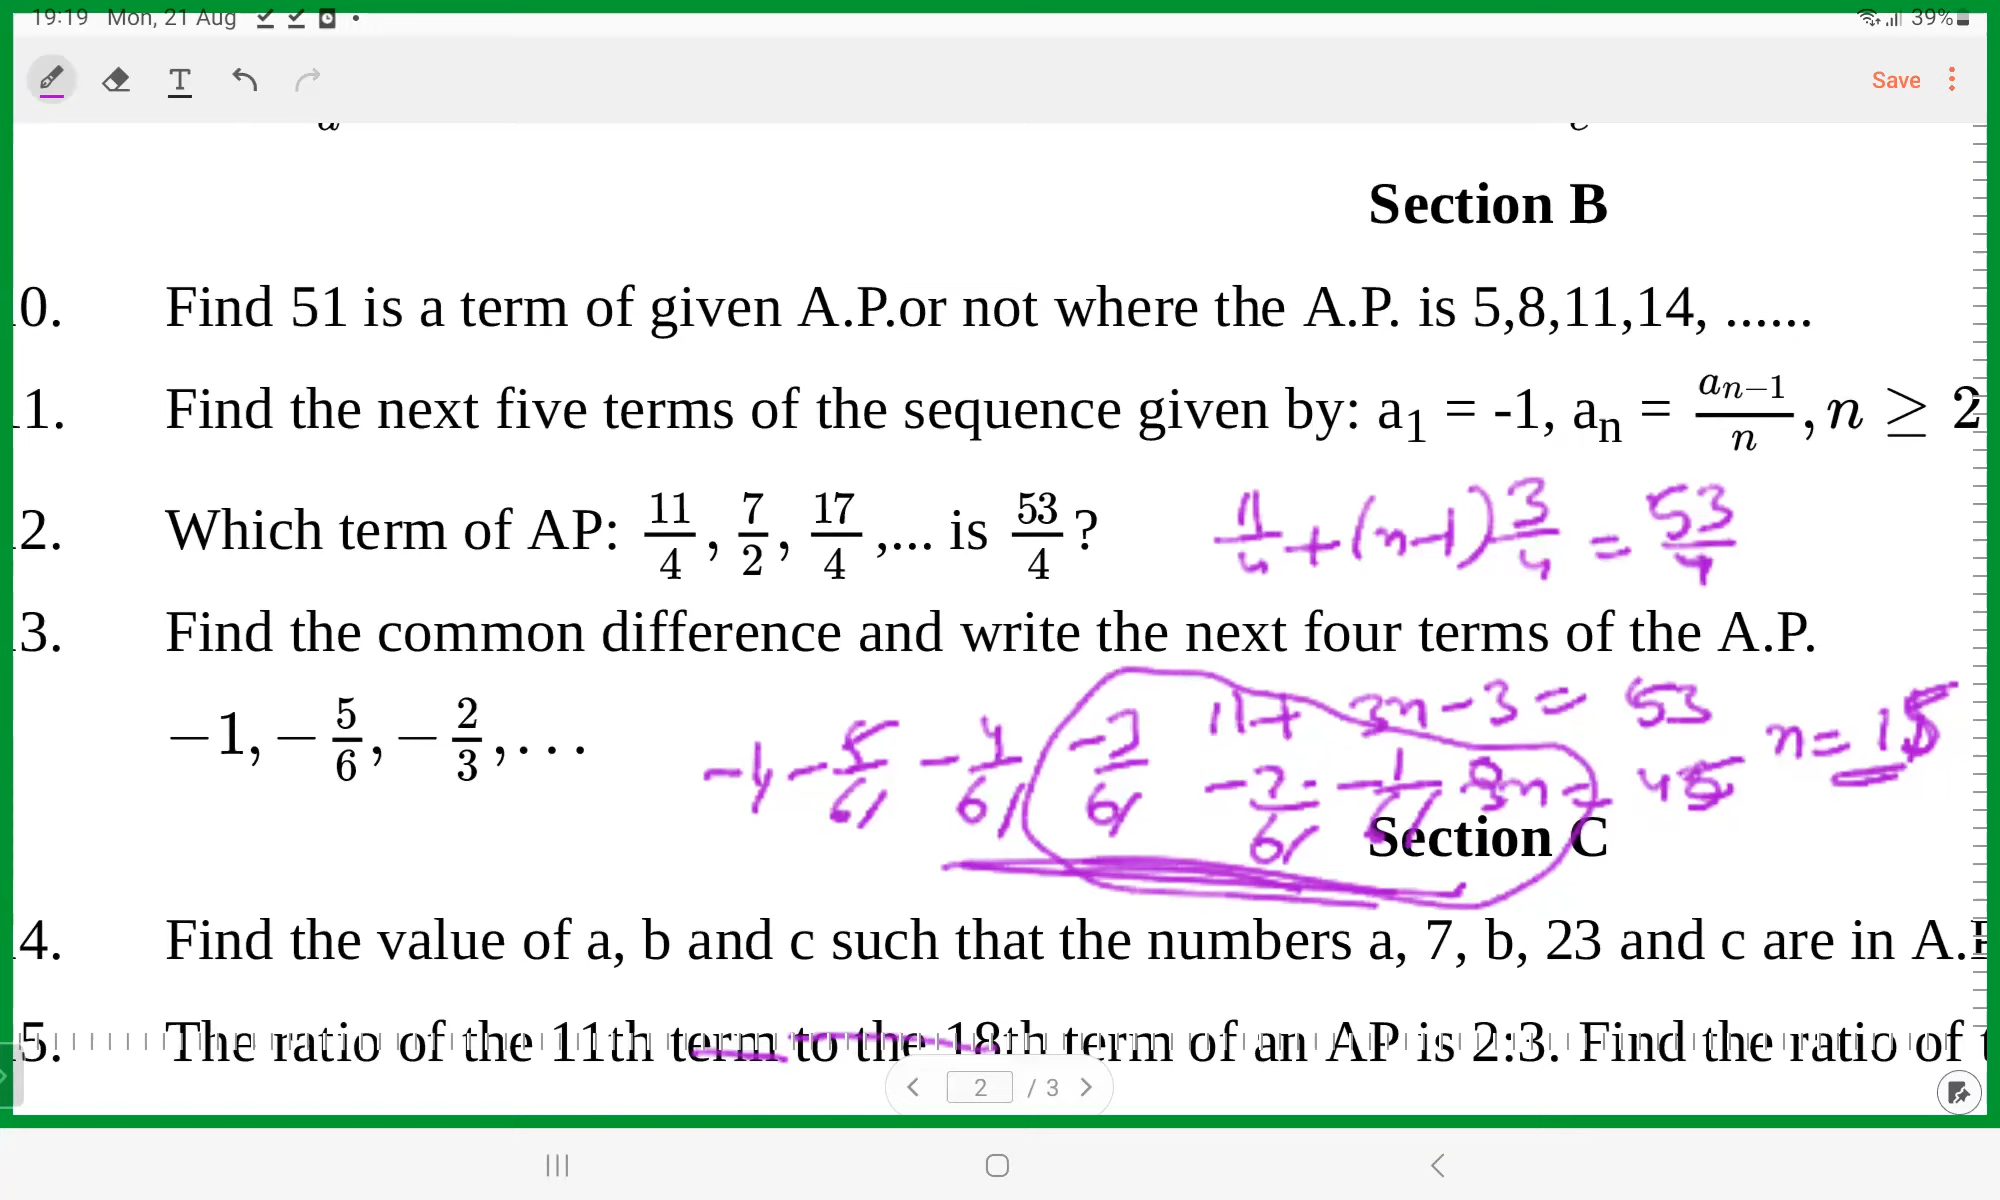 19:19 Mon, 21 Aug
39%
T
Save
Section B
0. Find 51 is a term of given A.P.or not where the A.P. is 5,8,11,14, ......
1. Find the next five terms of the sequence given by: a₁ = -1, aₙ = aₙ₋₁/n, n ≥ 2
2. Which term of AP: 11/4, 7/2, 17/4,... is 53/4?
11/4 + (n-1) 3/4 = 53/4
3. Find the common difference and write the next four terms of the A.P.
−1, −5/6, −2/3, ...
11 + 3n - 3 = 53
n = 15
3n = 45
Section C
4. Find the value of a, b and c such that the numbers a, 7, b, 23 and c are in A.P
5. The ratio of the 11th term to the 18th term of an AP is 2:3. Find the ratio of t
2 / 3